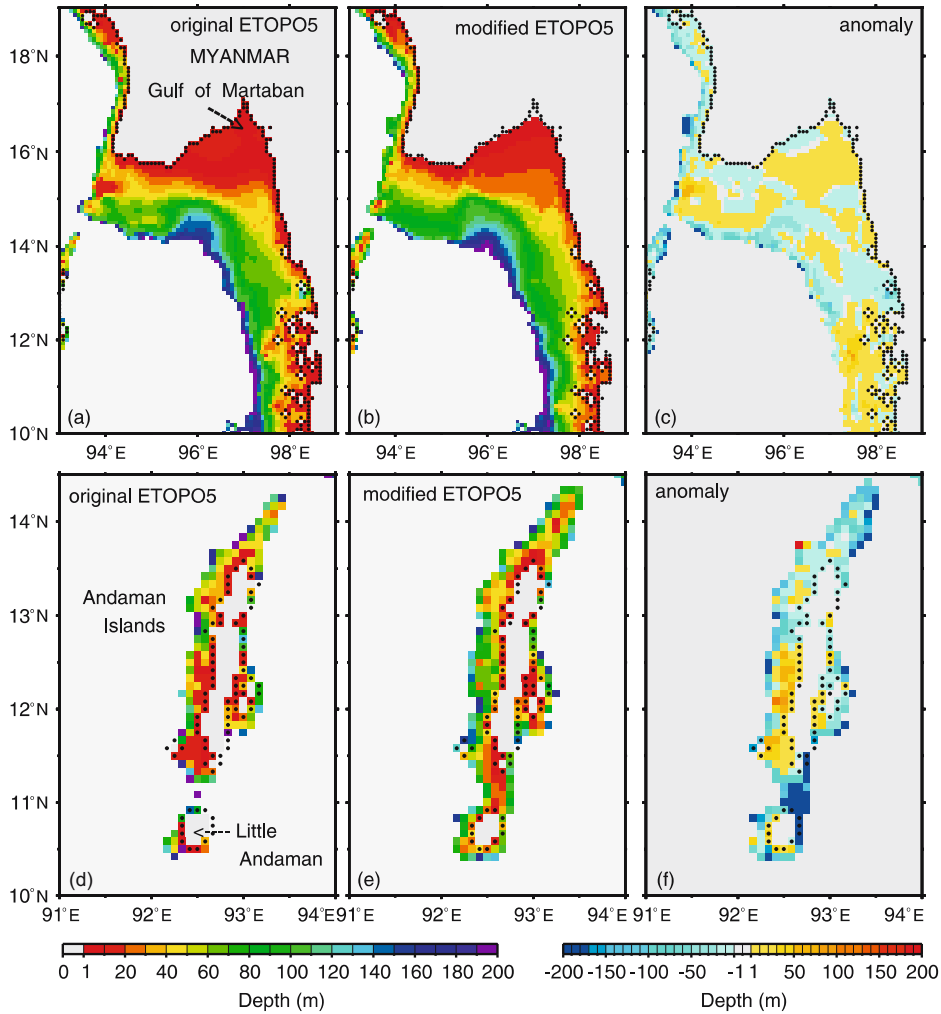 original ETOPO5
MYANMAR
Gulf of Martaban
modified ETOPO5
anomaly
18°N
16°N
14°N
12°N
10°N
(a)
(b)
(c)
94°E 96°E 98°E 94°E 96°E 98°E 94°E 96°E 98°E
original ETOPO5
modified ETOPO5
anomaly
14°N
13°N
12°N
11°N
10°N
Andaman
Islands
Little
Andaman
(d)
(e)
(f)
91°E 92°E 93°E 94°E 91°E 92°E 93°E 94°E 91°E 92°E 93°E 94°E
0 1 20 40 60 80 100 120 140 160 180 200
Depth (m)
-200 -150 -100 -50 -1 1 50 100 150 200
Depth (m)